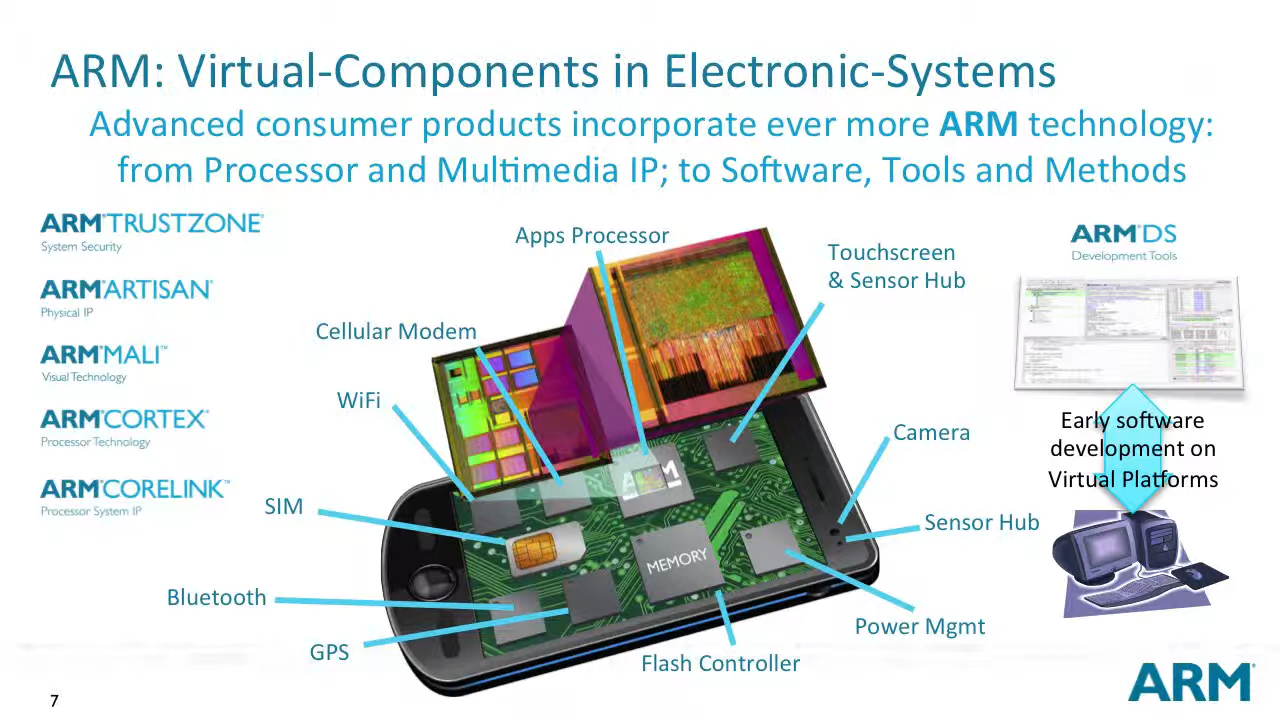 ARM: Virtual-Components in Electronic-Systems
Advanced consumer products incorporate ever more ARM technology:
from Processor and Multimedia IP; to Software, Tools and Methods
ARM®TRUSTZONE®
System Security
ARM®ARTISAN®
Physical IP
ARM®MALI™
Visual Technology
ARM®CORTEX®
Processor Technology
ARM®CORELINK™
Processor System IP
Apps Processor
Touchscreen
& Sensor Hub
Cellular Modem
WiFi
Camera
SIM
Sensor Hub
Bluetooth
GPS
Power Mgmt
Flash Controller
ARM
MEMORY
ARM®DS
Development Tools
Early software
development on
Virtual Platforms
7
ARM®